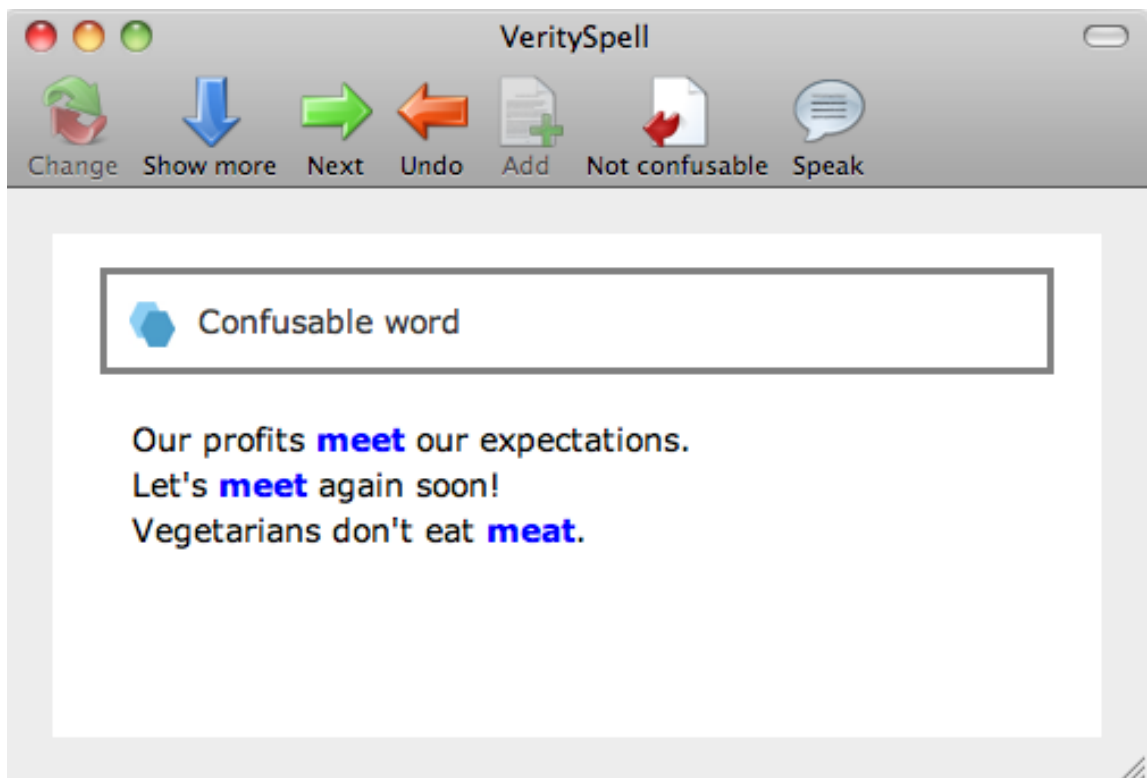 VeritySpell
Change Show more Next Undo Add Not confusable Speak
Confusable word
Our profits meet our expectations.
Let's meet again soon!
Vegetarians don't eat meat.